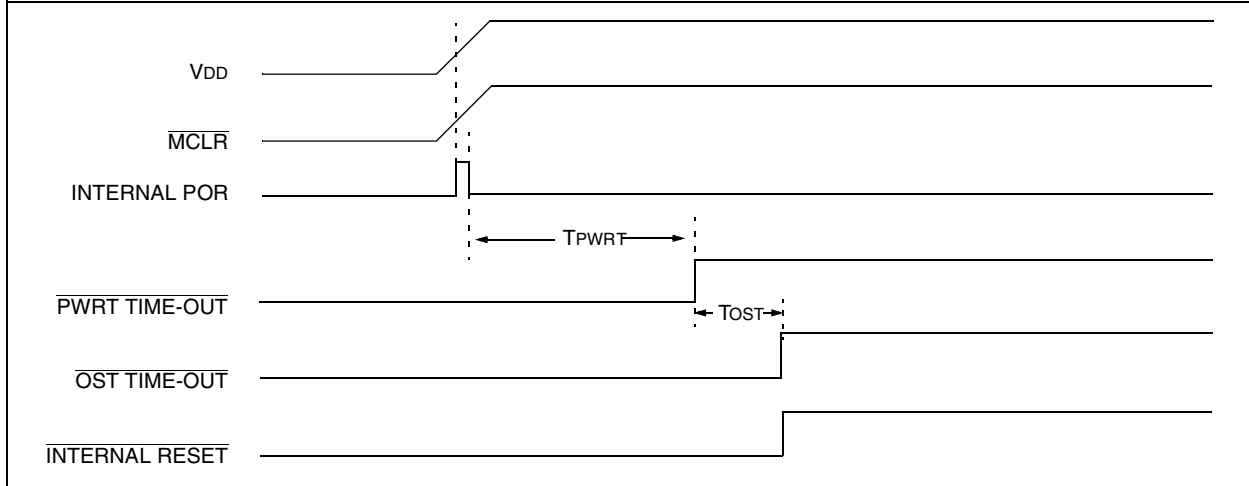 VDD
MCLR
INTERNAL POR
TPWRT
PWRT TIME-OUT
TOST
OST TIME-OUT
INTERNAL RESET